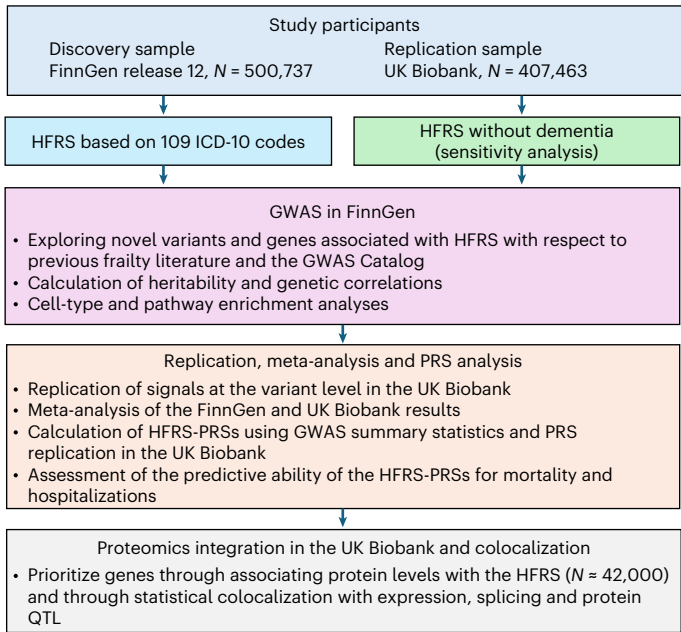 Study participants
Discovery sample
FinnGen release 12, N = 500,737
Replication sample
UK Biobank, N = 407,463
HFRS based on 109 ICD-10 codes
HFRS without dementia
(sensitivity analysis)
GWAS in FinnGen
• Exploring novel variants and genes associated with HFRS with respect to
previous frailty literature and the GWAS Catalog
• Calculation of heritability and genetic correlations
• Cell-type and pathway enrichment analyses
Replication, meta-analysis and PRS analysis
• Replication of signals at the variant level in the UK Biobank
• Meta-analysis of the FinnGen and UK Biobank results
• Calculation of HFRS-PRSs using GWAS summary statistics and PRS
replication in the UK Biobank
• Assessment of the predictive ability of the HFRS-PRSs for mortality and
hospitalizations
Proteomics integration in the UK Biobank and colocalization
• Prioritize genes through associating protein levels with the HFRS (N ≈ 42,000)
and through statistical colocalization with expression, splicing and protein
QTL